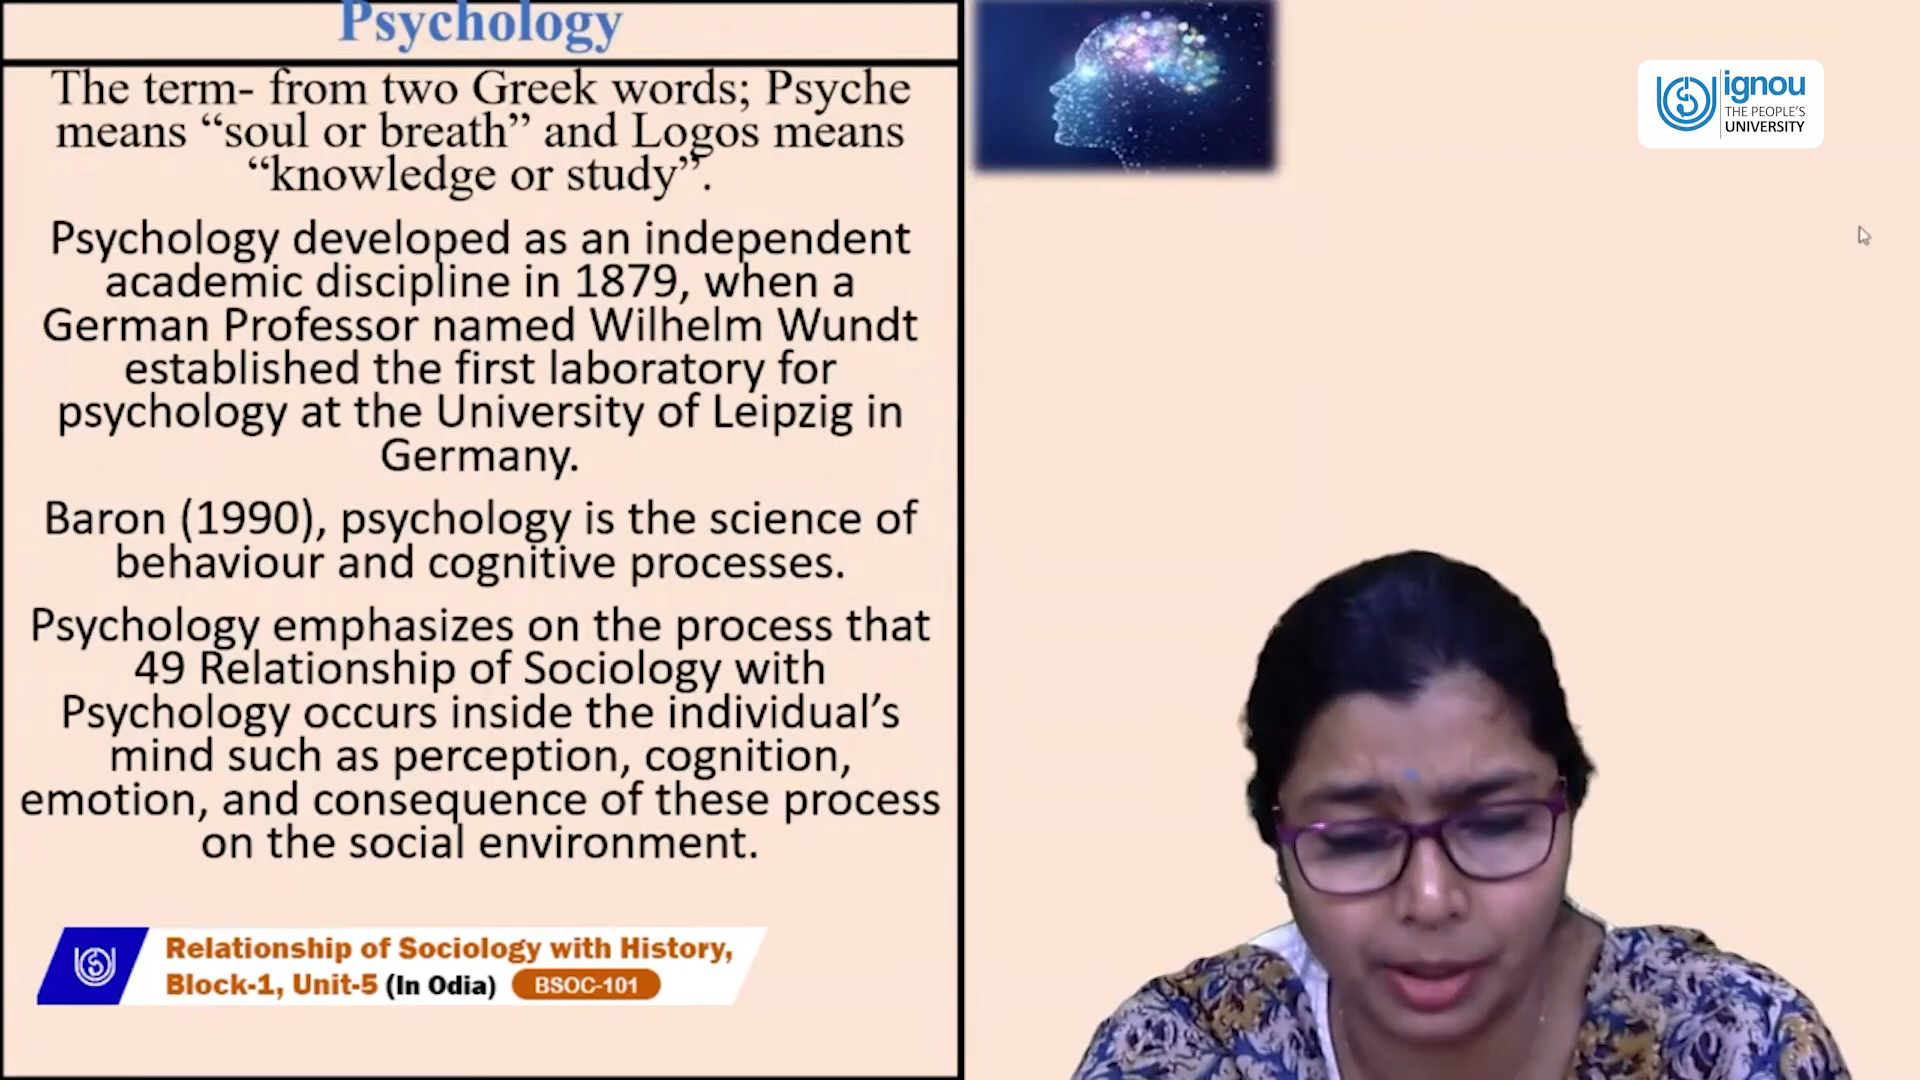 Psychology
The term- from two Greek words; Psyche
means “soul or breath” and Logos means
“knowledge or study”.
Psychology developed as an independent
academic discipline in 1879, when a
German Professor named Wilhelm Wundt
established the first laboratory for
psychology at the University of Leipzig in
Germany.
Baron (1990), psychology is the science of
behaviour and cognitive processes.
Psychology emphasizes on the process that
49 Relationship of Sociology with
Psychology occurs inside the individual’s
mind such as perception, cognition,
emotion, and consequence of these process
on the social environment.
Relationship of Sociology with History,
Block-1, Unit-5 (In Odia) BSOC-101
ignou
THE PEOPLE'S
UNIVERSITY